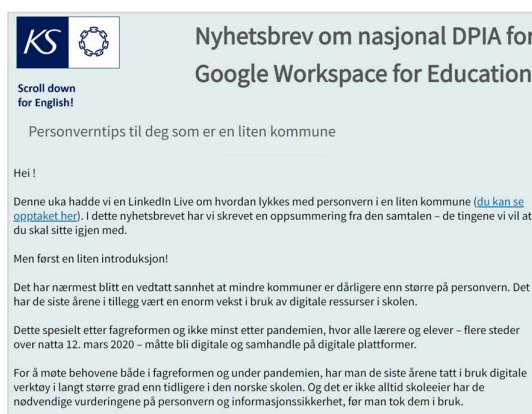 KS
Nyhetsbrev om nasjonal DPIA for
Google Workspace for Education
Scroll down
for English!
Personverntips til deg som er en liten kommune
Hei !
Denne uka hadde vi en LinkedIn Live om hvordan lykkes med personvern i en liten kommune (du kan se
opptaket her). I dette nyhetsbrevet har vi skrevet en oppsummering fra den samtalen – de tingene vi vil at
du skal sitte igjen med.
Men først en liten introduksjon!
Det har nærmest blitt en vedtatt sannhet at mindre kommuner er dårligere enn større på personvern. Det
har de siste årene i tillegg vært en enorm vekst i bruk av digitale ressurser i skolen.
Dette spesielt etter fagreformen og ikke minst etter pandemien, hvor alle lærere og elever – flere steder
over natta 12. mars 2020 – måtte bli digitale og samhandle på digitale plattformer.
For å møte behovene både i fagreformen og under pandemien, har man de siste årene tatt i bruk digitale
verktøy i langt større grad enn tidligere i den norske skolen. Og det er ikke alltid skoleeier har de
nødvendige vurderingene på personvern og informasjonssikkerhet, før man tok dem i bruk.